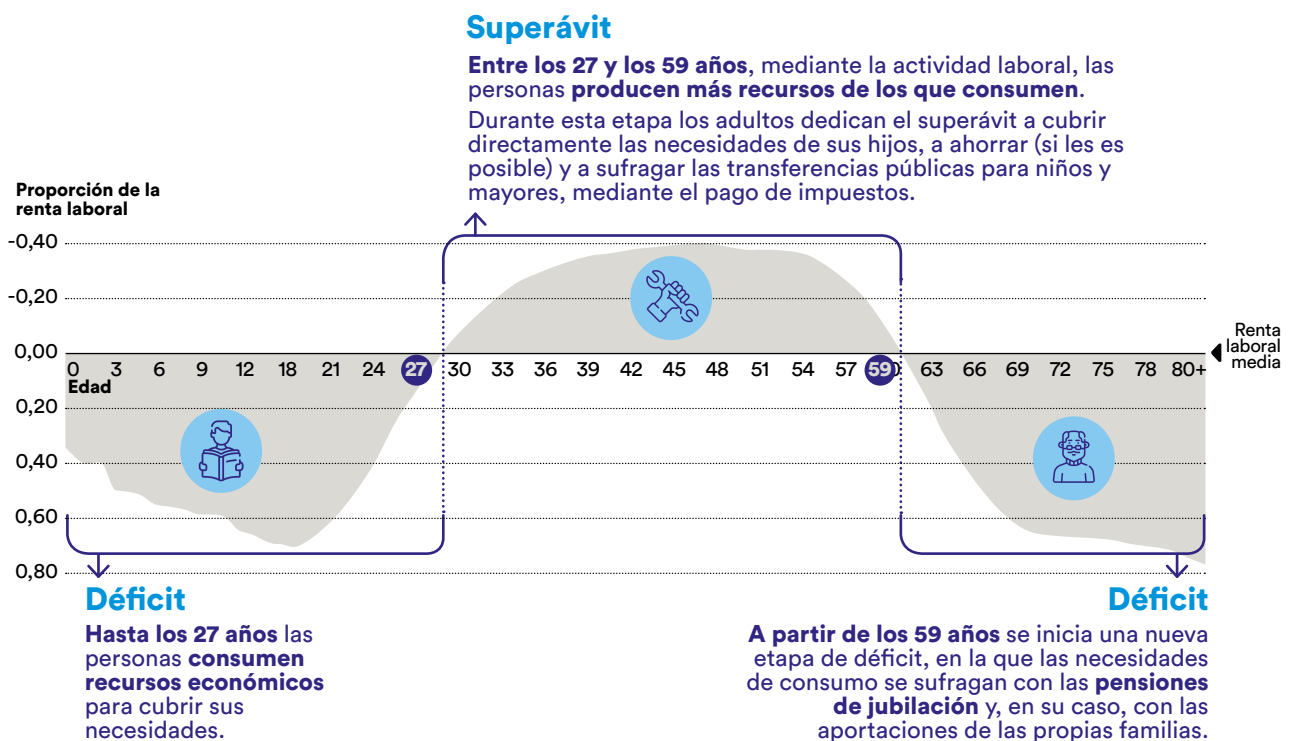 Superávit
Entre los 27 y los 59 años, mediante la actividad laboral, las
personas producen más recursos de los que consumen.
Durante esta etapa los adultos dedican el superávit a cubrir
directamente las necesidades de sus hijos, a ahorrar (si les es
posible) y a sufragar las transferencias públicas para niños y
mayores, mediante el pago de impuestos.
Proporción de la
renta laboral
-0,40
-0,20
0,00
Renta
laboral
media
0 3 6 9 12 18 21 24 27 30 33 36 39 42 45 48 51 54 57 59 63 66 69 72 75 78 80+
Edad
0,20
0,40
0,60
0,80
Déficit
Hasta los 27 años las
personas consumen
recursos económicos
para cubrir sus
necesidades.
Déficit
A partir de los 59 años se inicia una nueva
etapa de déficit, en la que las necesidades
de consumo se sufragan con las pensiones
de jubilación y, en su caso, con las
aportaciones de las propias familias.